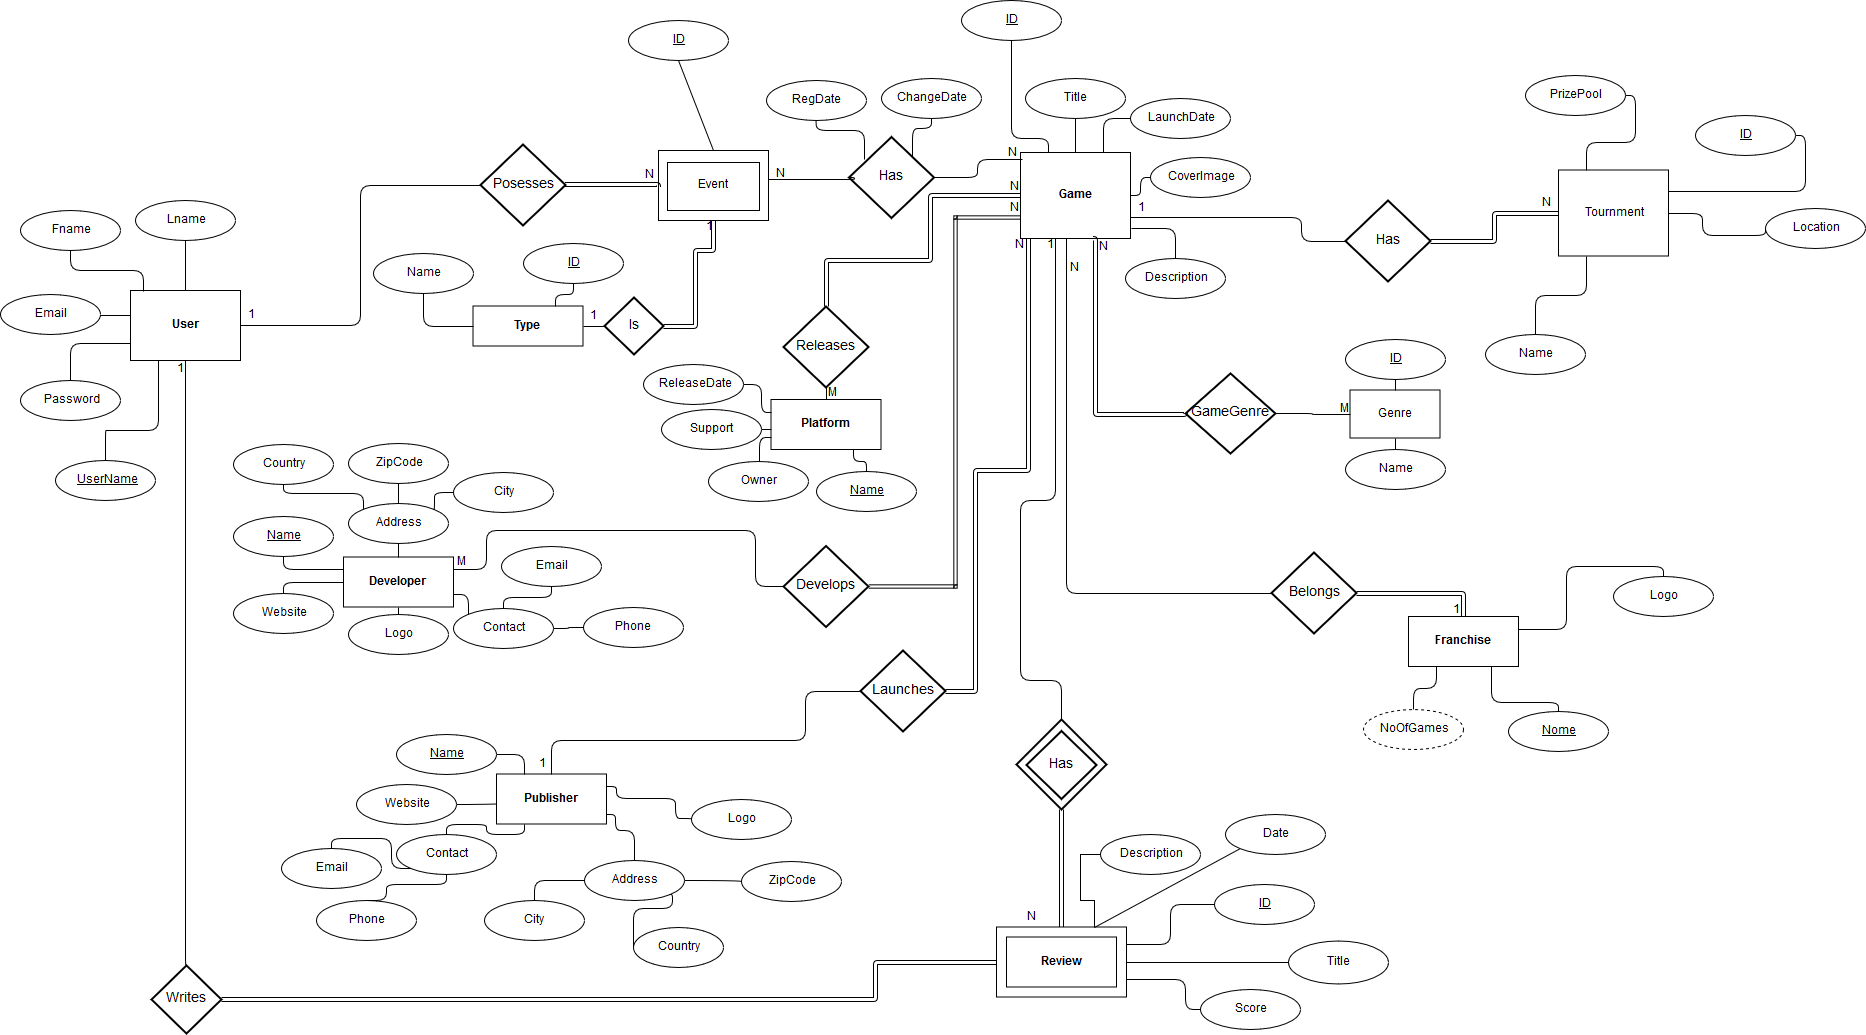 ID
ID
RegDate
ChangeDate
Title
LaunchDate
PrizePool
ID
Posesses
N
Event
N
Has
N
Game
CoverImage
N
N
1
Has
N
Tournment
Location
Fname
Lname
1
Name
ID
N
1
N
N
Description
Email
User
1
Type
1
Is
Releases
Name
1
Password
ReleaseDate
M
Support
Platform
ID
GameGenre
M
Genre
Name
UserName
Owner
Name
Country
ZipCode
City
Address
Name
Developer
M
Email
Develops
Website
Logo
Contact
Phone
Belongs
1
Logo
Franchise
Launches
NoOfGames
Nome
Name
1
Has
Website
Publisher
Logo
Email
Contact
Address
ZipCode
Phone
City
Country
Description
Date
ID
N
Review
Title
Score
Writes